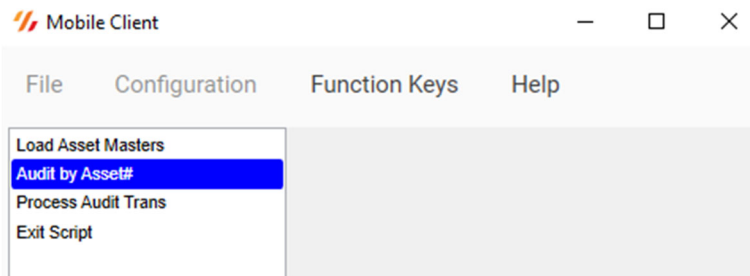 Mobile Client
File Configuration Function Keys Help
Load Asset Masters
Audit by Asset#
Process Audit Trans
Exit Script